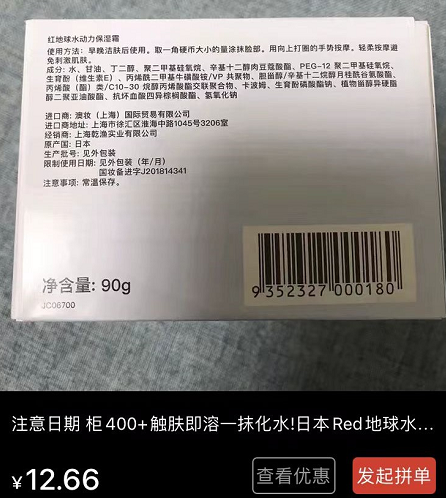 红地球水动力保湿霜
使用方法：早晚洁肤后使用。取一角硬币大小的量涂抹脸部。用向上打圈的手势按摩。轻柔按摩避
免刺激肌肤。
成分：水、甘油、丁二醇、聚二甲基硅氧烷、辛基十二醇肉豆蔻酸酯、PEG-12 聚二甲基硅氧烷、
生育酚（维生素E）、丙烯酰二甲基牛磺酸铵/VP 共聚物、胆甾醇/辛基十二烷醇月桂酰谷氨酸酯、
丙烯酸（酯）类/C10-30 烷醇丙烯酸酯交联聚合物、卡波姆、生育酚磷酸酯钠、植物甾醇异硬脂
醇二聚亚油酸酯、抗坏血酸四异棕榈酸酯、氢氧化钠
进口商：澳妆（上海）国际贸易有限公司
进口商地址：上海市徐汇区淮海中路1045号3206室
经销商：上海乾渔实业有限公司
原产国：日本
生产批号：见外包装
限制使用日期：见外包装（年/月）
国妆备进字J201814341
注意事项：常温保存。
净含量: 90g
JC06700
9 352327 000180
注意日期 柜400+触肤即溶一抹化水!日本Red地球水...
¥12.66
查看优惠
发起拼单